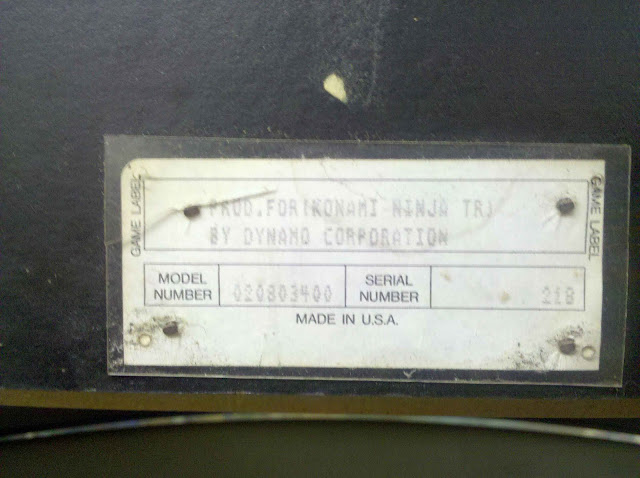 GAME LABEL
PROD.FOR(KONAMI NINJA TR)
BY DYNAMO CORPORATION
GAME LABEL
MODEL NUMBER 020803400 SERIAL NUMBER 218
MADE IN U.S.A.